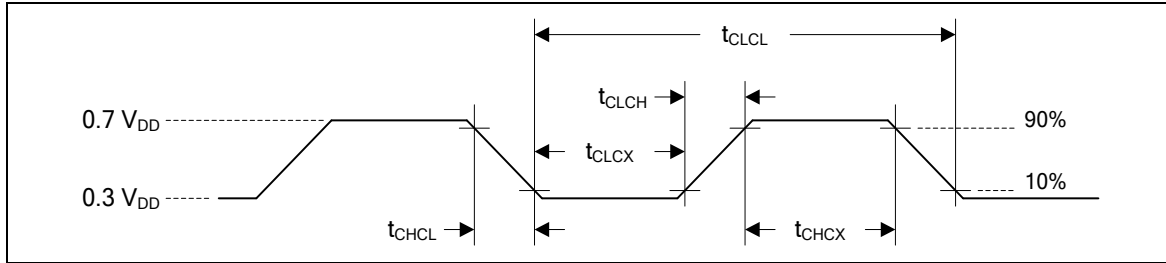 tCLCL
tCLCH
0.7 VDD
90%
tCLCX
0.3 VDD
10%
tCHCL
tCHCX